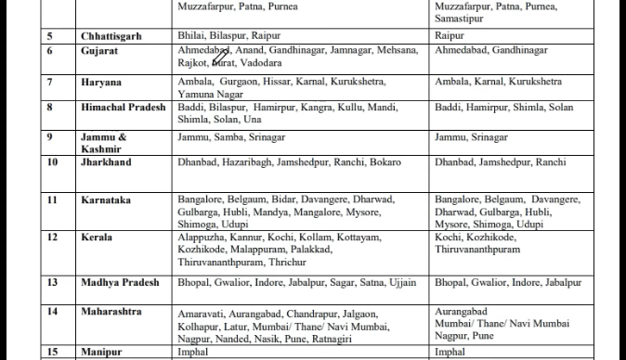 Muzzafarpur, Patna, Purnea
Muzzafarpur, Patna, Purnea,
Samastipur
5 Chhattisgarh Bhilai, Bilaspur, Raipur Raipur
6 Gujarat Ahmedabad, Anand, Gandhinagar, Jamnagar, Mehsana, Ahmedabad, Gandhinagar
Rajkot, Surat, Vadodara
7 Haryana Ambala, Gurgaon, Hissar, Karnal, Kurukshetra, Ambala, Karnal, Kurukshetra
Yamuna Nagar
8 Himachal Pradesh Baddi, Bilaspur, Hamirpur, Kangra, Kullu, Mandi, Baddi, Hamirpur, Shimla, Solan
Shimla, Solan, Una
9 Jammu & Jammu, Samba, Srinagar Jammu, Srinagar
Kashmir
10 Jharkhand Dhanbad, Hazaribagh, Jamshedpur, Ranchi, Bokaro Dhanbad, Jamshedpur, Ranchi
11 Karnataka Bangalore, Belgaum, Bidar, Davangere, Dharwad, Bangalore, Belgaum, Davangere,
Gulbarga, Hubli, Mandya, Mangalore, Mysore, Dharwad, Gulbarga, Hubli,
Shimoga, Udupi Mysore, Shimoga, Udupi
12 Kerala Alappuzha, Kannur, Kochi, Kollam, Kottayam, Kochi, Kozhikode,
Kozhikode, Malappuram, Palakkad, Thiruvananthpuram
Thiruvananthpuram, Thrichur
13 Madhya Pradesh Bhopal, Gwalior, Indore, Jabalpur, Sagar, Satna, Ujjain Bhopal, Gwalior, Indore, Jabalpur
14 Maharashtra Amaravati, Aurangabad, Chandrapur, Jalgaon, Aurangabad
Kolhapur, Latur, Mumbai/ Thane/ Navi Mumbai, Mumbai/ Thane/ Navi Mumbai
Nagpur, Nanded, Nasik, Pune, Ratnagiri Nagpur, Pune
15 Manipur Imphal Imphal